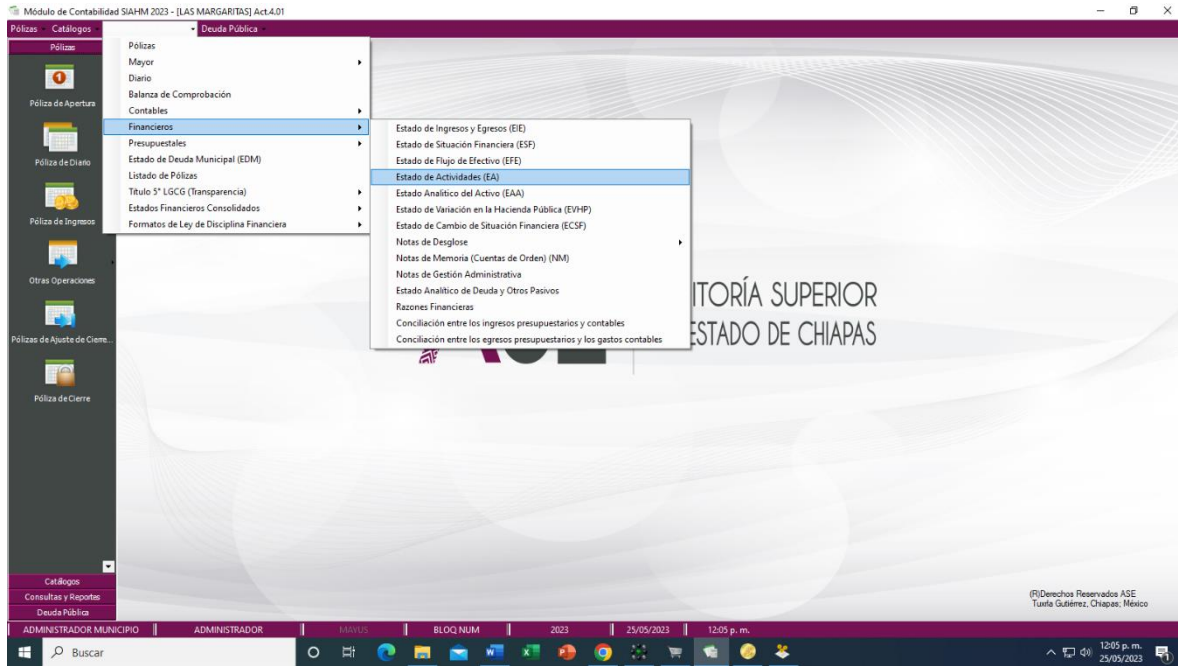 Módulo de Contabilidad SIAHM 2023 - [LAS MARGARITAS] Act.4.01
Pólizas Catálogos Deuda Pública
Pólizas
Póliza de Apertura
Póliza de Diario
Póliza de Ingresos
Otras Operaciones
Pólizas de Ajuste de Cierre...
Póliza de Cierre
Catálogos
Consultas y Reportes
Deuda Pública
Pólizas
Mayor
Diario
Balanza de Comprobación
Contables
Financieros
Presupuestales
Estado de Deuda Municipal (EDM)
Listado de Pólizas
Título 5° LGCG (Transparencia)
Estados Financieros Consolidados
Formatos de Ley de Disciplina Financiera
Estado de Ingresos y Egresos (EIE)
Estado de Situación Financiera (ESF)
Estado de Flujo de Efectivo (EFE)
Estado de Actividades (EA)
Estado Analitico del Activo (EAA)
Estado de Variación en la Hacienda Pública (EVHP)
Estado de Cambio de Situación Financiera (ECSF)
Notas de Desglose
Notas de Memoria (Cuentas de Orden) (NM)
Notas de Gestión Administrativa
Estado Analítico de Deuda y Otros Pasivos
Razones Financieras
Conciliación entre los ingresos presupuestarios y contables
Conciliación entre los egresos presupuestarios y los gastos contables
ITORÍA SUPERIOR
ESTADO DE CHIAPAS
(R)Derechos Reservados ASE
Tuxtla Gutiérrez, Chiapas; México
ADMINISTRADOR MUNICIPIO ADMINISTRADOR MAYUS BLOQ NUM 2023 25/05/2023 12:05 p. m.
Buscar
12:05 p. m.
25/05/2023